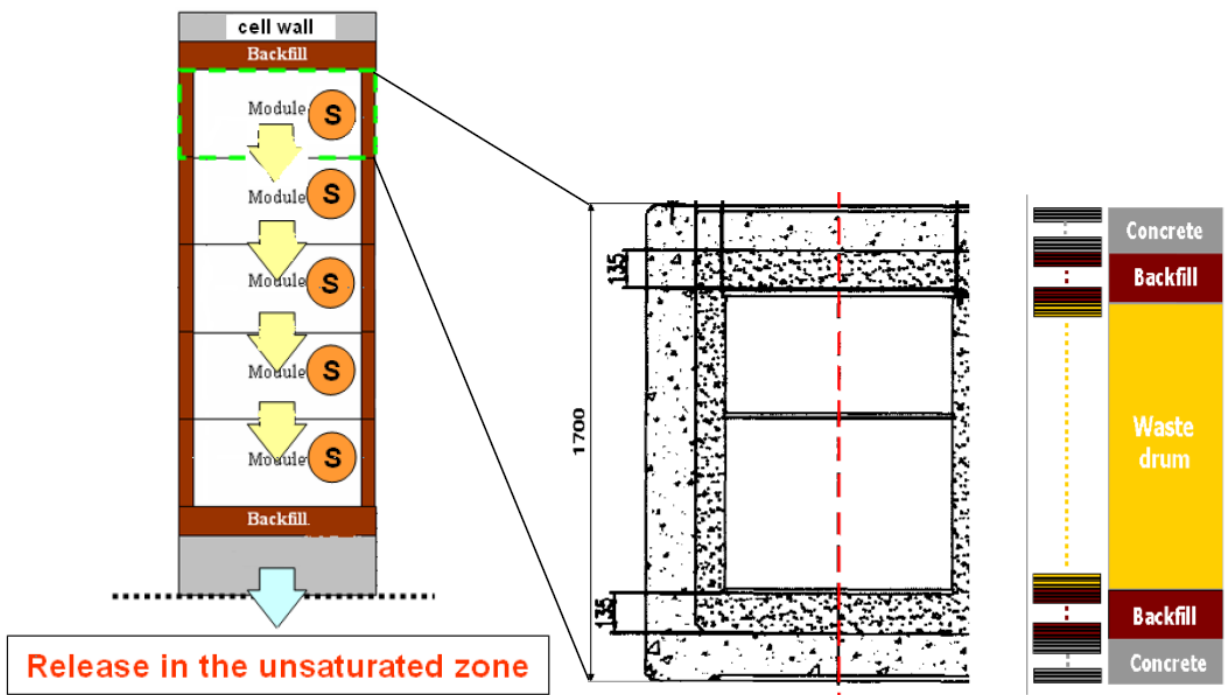 cell wall
Backfill
Module
S
Module
S
Module
S
Module
S
Module
S
Backfill
Release in the unsaturated zone
1700
135
135
Concrete
Backfill
Waste
drum
Backfill
Concrete